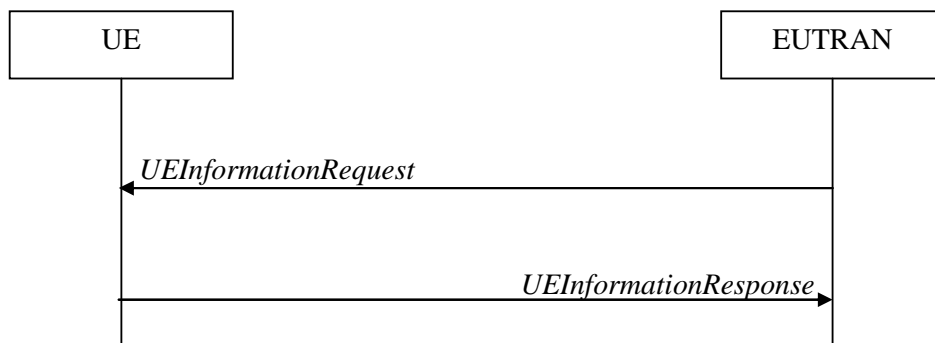 UE
EUTRAN
UEInformationRequest
UEInformationResponse